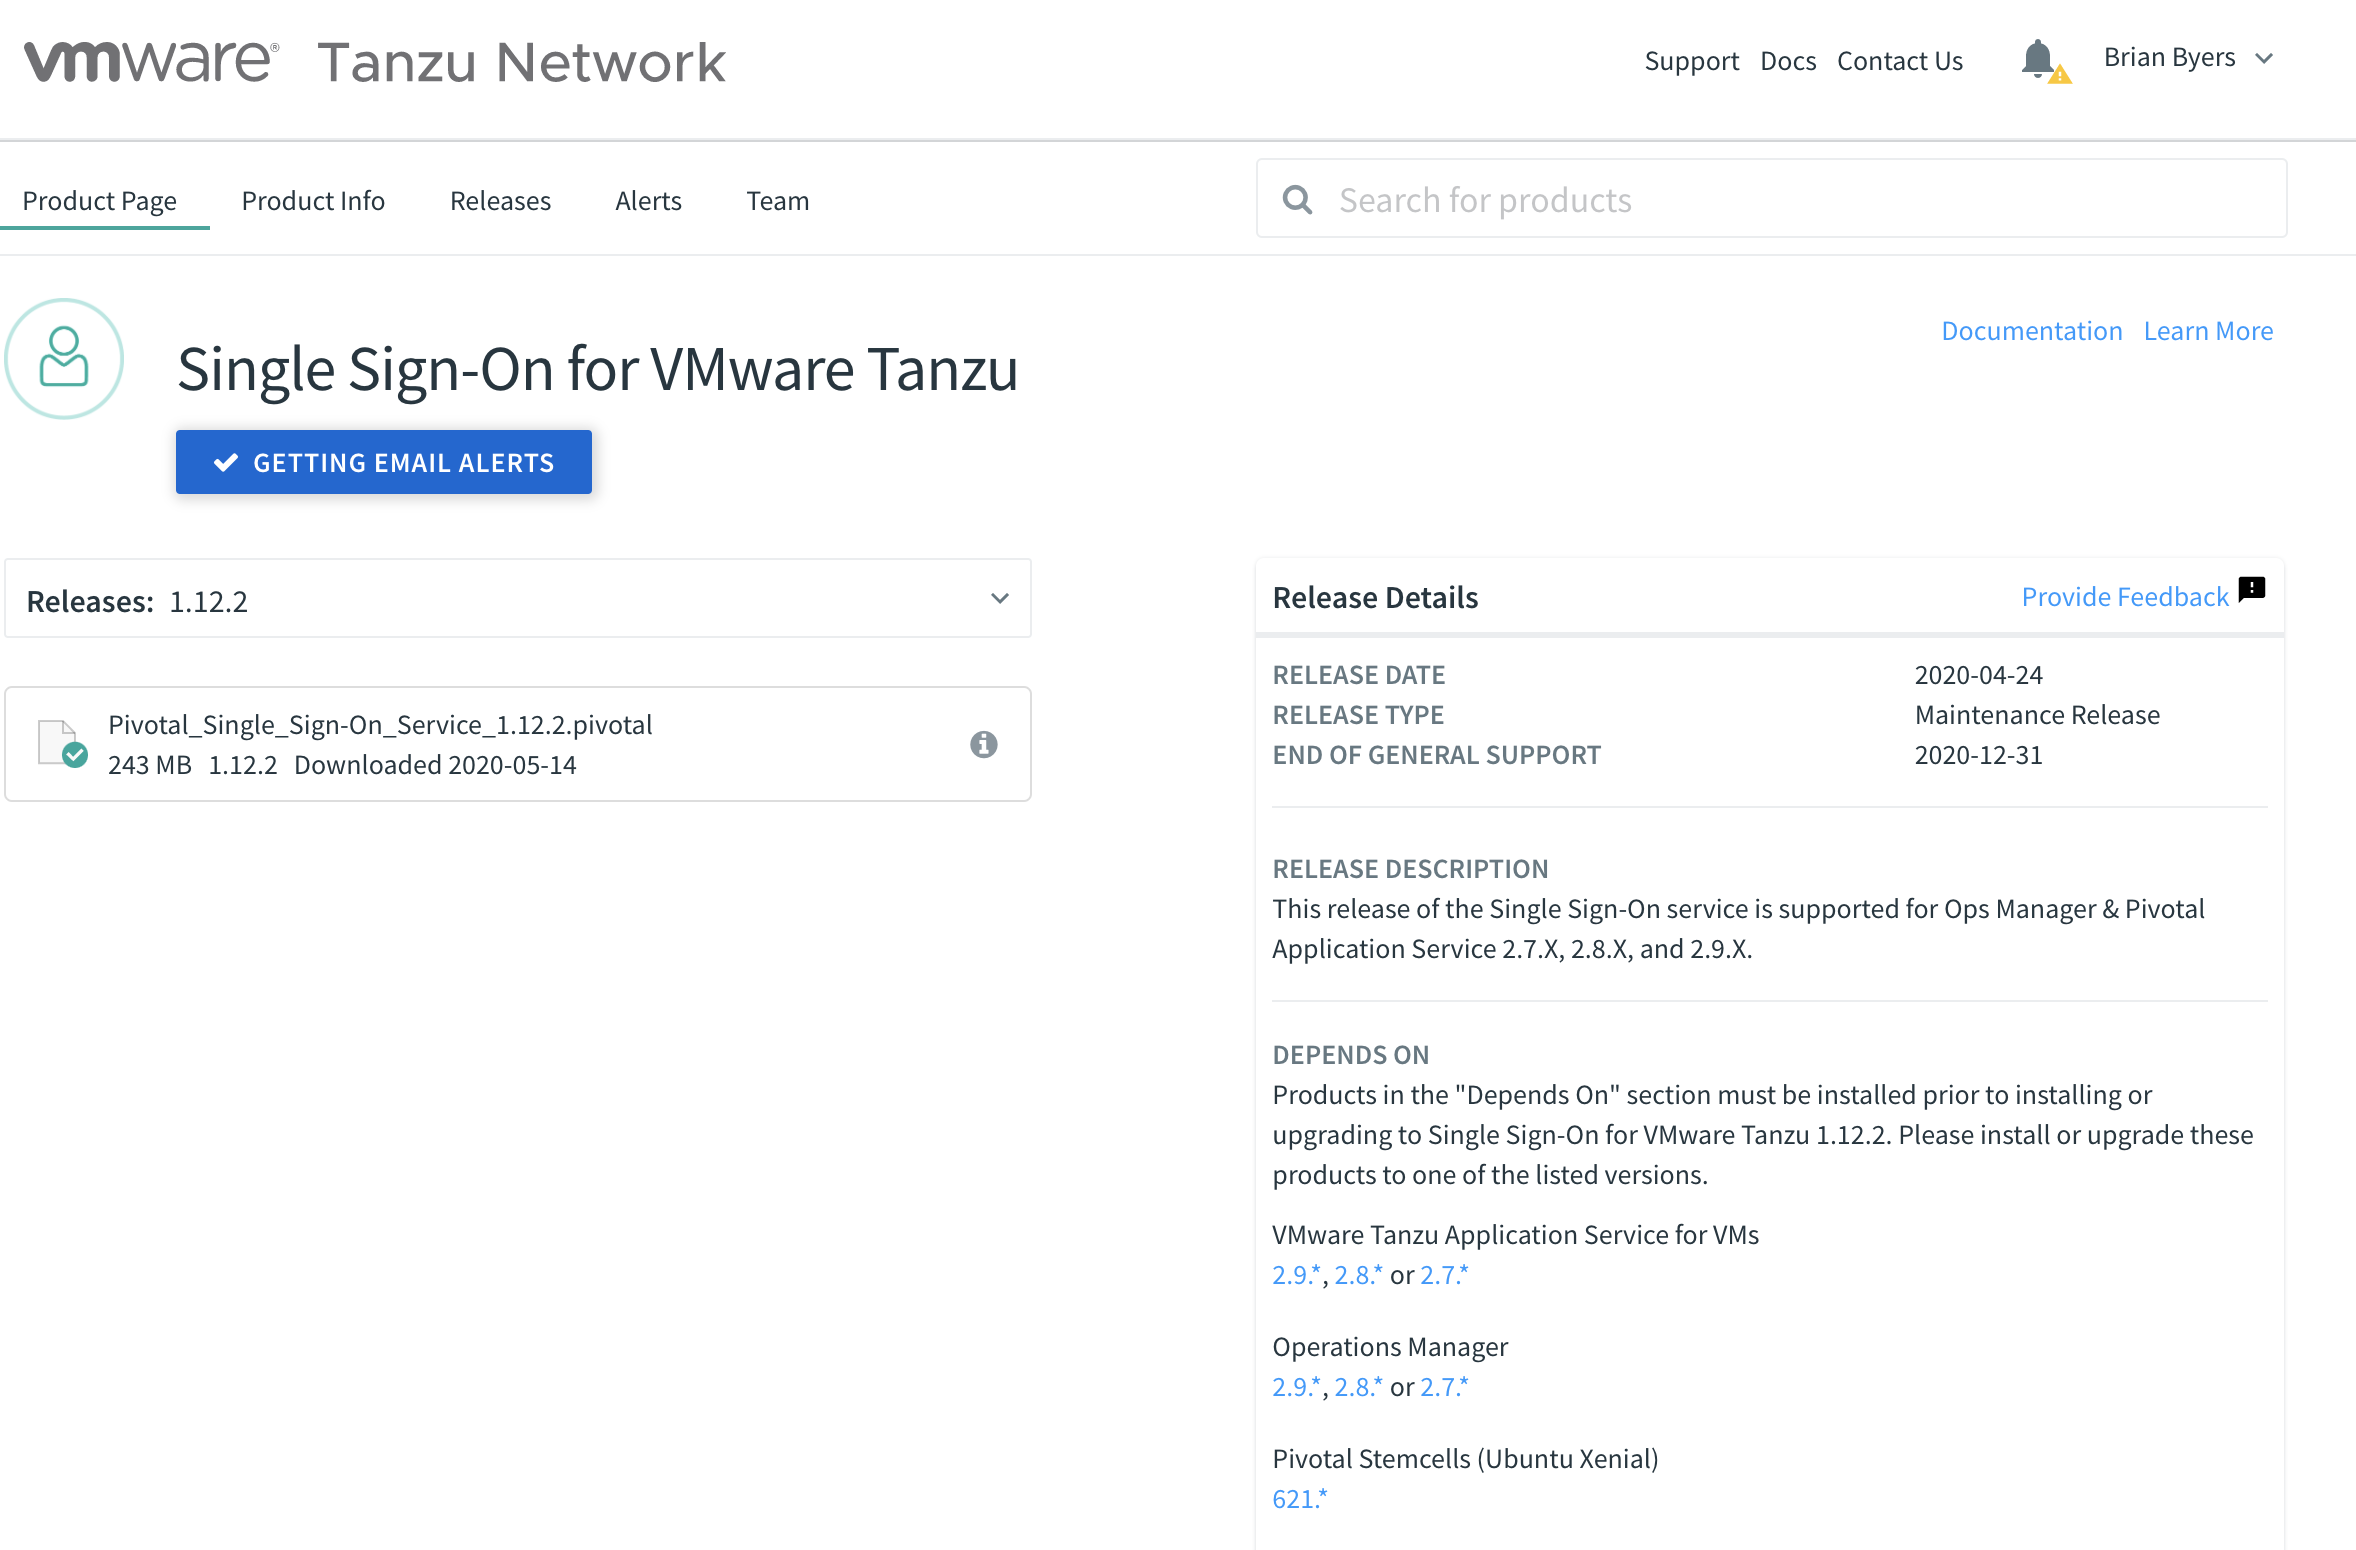 vmware® Tanzu Network
Support Docs Contact Us
Brian Byers
Product Page Product Info Releases Alerts Team
Search for products
Single Sign-On for VMware Tanzu
Documentation Learn More
GETTING EMAIL ALERTS
Releases: 1.12.2
Pivotal_Single_Sign-On_Service_1.12.2.pivotal
243 MB 1.12.2 Downloaded 2020-05-14
Release Details
Provide Feedback
RELEASE DATE 2020-04-24
RELEASE TYPE Maintenance Release
END OF GENERAL SUPPORT 2020-12-31
RELEASE DESCRIPTION
This release of the Single Sign-On service is supported for Ops Manager & Pivotal
Application Service 2.7.X, 2.8.X, and 2.9.X.
DEPENDS ON
Products in the "Depends On" section must be installed prior to installing or
upgrading to Single Sign-On for VMware Tanzu 1.12.2. Please install or upgrade these
products to one of the listed versions.
VMware Tanzu Application Service for VMs
2.9.*, 2.8.* or 2.7.*
Operations Manager
2.9.*, 2.8.* or 2.7.*
Pivotal Stemcells (Ubuntu Xenial)
621.*